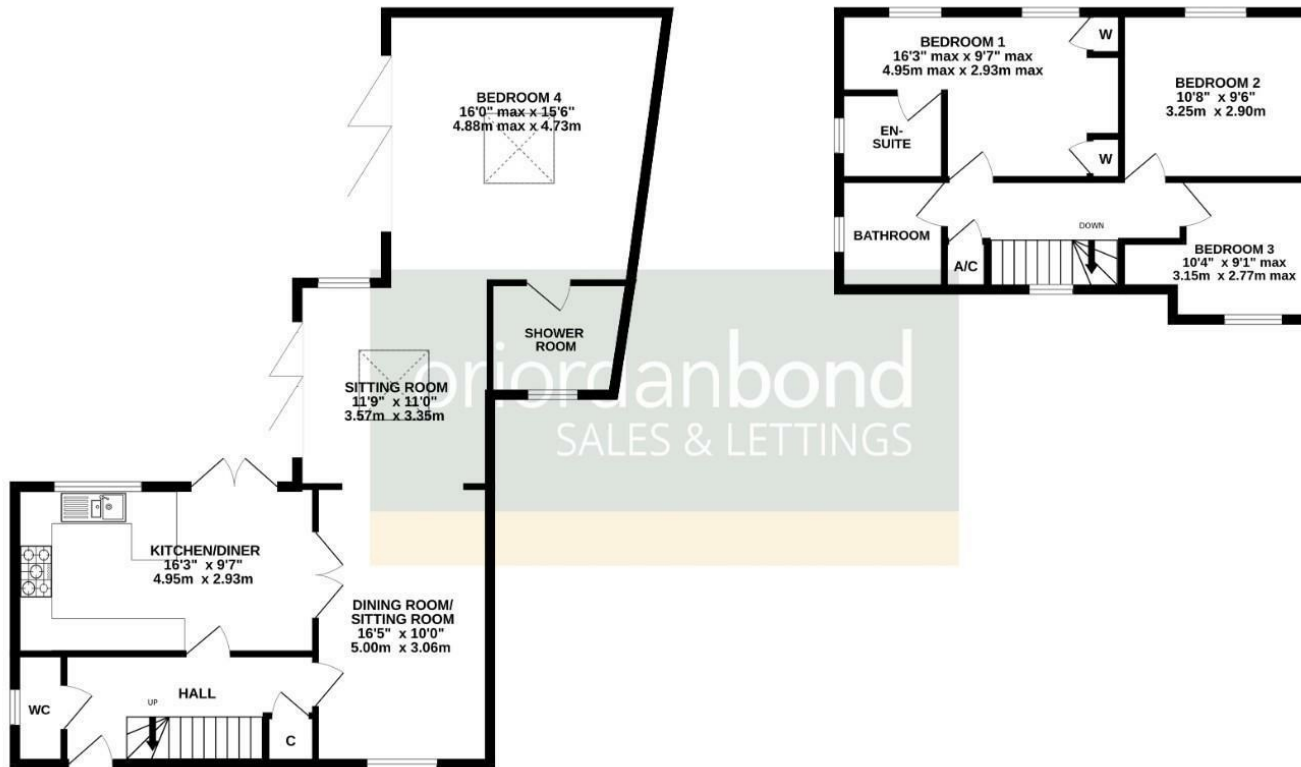 BEDROOM 4
16'0" max x 15'6"
4.88m max x 4.73m
SHOWER
ROOM
SITTING ROOM
11'9" x 11'0"
3.57m x 3.35m
KITCHEN/DINER
16'3" x 9'7"
4.95m x 2.93m
DINING ROOM/
SITTING ROOM
16'5" x 10'0"
5.00m x 3.06m
HALL
WC
UP
C
BEDROOM 1
16'3" max x 9'7" max
4.95m max x 2.93m max
W
BEDROOM 2
10'8" x 9'6"
3.25m x 2.90m
EN-
SUITE
W
BATHROOM
A/C
DOWN
BEDROOM 3
10'4" x 9'1" max
3.15m x 2.77m max
oriordanbond
SALES & LETTINGS